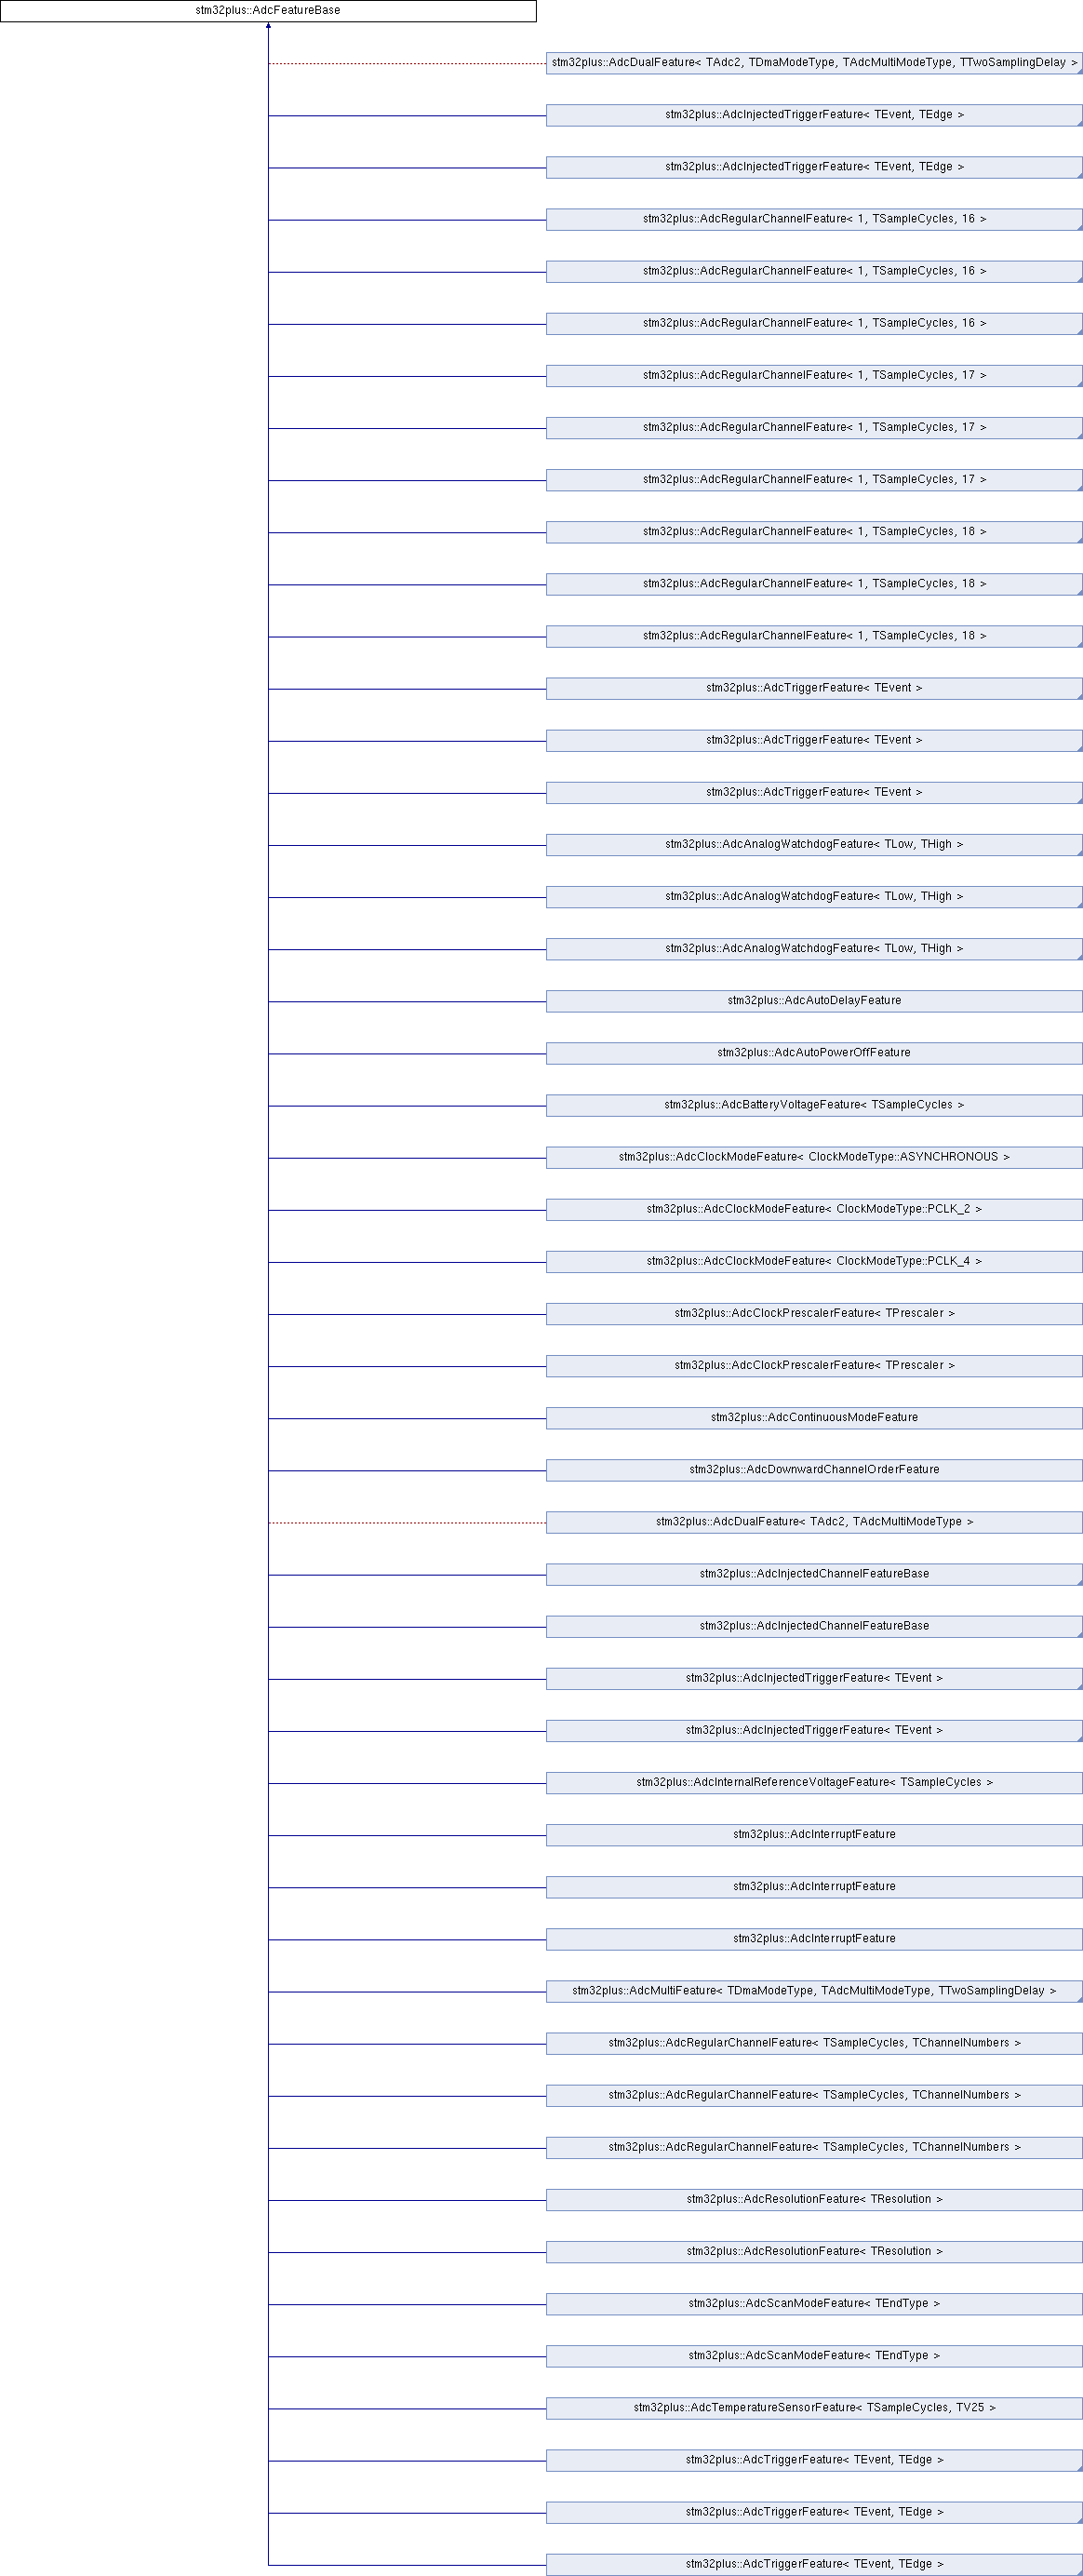 stm32plus::AdcFeatureBase
stm32plus::AdcDualFeature< TAdc2, TDmaModeType, TAdcMultiModeType, TTwoSamplingDelay >
stm32plus::AdcInjectedTriggerFeature< TEvent, TEdge >
stm32plus::AdcInjectedTriggerFeature< TEvent, TEdge >
stm32plus::AdcRegularChannelFeature< 1, TSampleCycles, 16 >
stm32plus::AdcRegularChannelFeature< 1, TSampleCycles, 16 >
stm32plus::AdcRegularChannelFeature< 1, TSampleCycles, 16 >
stm32plus::AdcRegularChannelFeature< 1, TSampleCycles, 17 >
stm32plus::AdcRegularChannelFeature< 1, TSampleCycles, 17 >
stm32plus::AdcRegularChannelFeature< 1, TSampleCycles, 17 >
stm32plus::AdcRegularChannelFeature< 1, TSampleCycles, 18 >
stm32plus::AdcRegularChannelFeature< 1, TSampleCycles, 18 >
stm32plus::AdcRegularChannelFeature< 1, TSampleCycles, 18 >
stm32plus::AdcTriggerFeature< TEvent >
stm32plus::AdcTriggerFeature< TEvent >
stm32plus::AdcTriggerFeature< TEvent >
stm32plus::AdcAnalogWatchdogFeature< TLow, THigh >
stm32plus::AdcAnalogWatchdogFeature< TLow, THigh >
stm32plus::AdcAnalogWatchdogFeature< TLow, THigh >
stm32plus::AdcAutoDelayFeature
stm32plus::AdcAutoPowerOffFeature
stm32plus::AdcBatteryVoltageFeature< TSampleCycles >
stm32plus::AdcClockModeFeature< ClockModeType::ASYNCHRONOUS >
stm32plus::AdcClockModeFeature< ClockModeType::PCLK_2 >
stm32plus::AdcClockModeFeature< ClockModeType::PCLK_4 >
stm32plus::AdcClockPrescalerFeature< TPrescaler >
stm32plus::AdcClockPrescalerFeature< TPrescaler >
stm32plus::AdcContinuousModeFeature
stm32plus::AdcDownwardChannelOrderFeature
stm32plus::AdcDualFeature< TAdc2, TAdcMultiModeType >
stm32plus::AdcInjectedChannelFeatureBase
stm32plus::AdcInjectedChannelFeatureBase
stm32plus::AdcInjectedTriggerFeature< TEvent >
stm32plus::AdcInjectedTriggerFeature< TEvent >
stm32plus::AdcInternalReferenceVoltageFeature< TSampleCycles >
stm32plus::AdcInterruptFeature
stm32plus::AdcInterruptFeature
stm32plus::AdcInterruptFeature
stm32plus::AdcMultiFeature< TDmaModeType, TAdcMultiModeType, TTwoSamplingDelay >
stm32plus::AdcRegularChannelFeature< TSampleCycles, TChannelNumbers >
stm32plus::AdcRegularChannelFeature< TSampleCycles, TChannelNumbers >
stm32plus::AdcRegularChannelFeature< TSampleCycles, TChannelNumbers >
stm32plus::AdcResolutionFeature< TResolution >
stm32plus::AdcResolutionFeature< TResolution >
stm32plus::AdcScanModeFeature< TEndType >
stm32plus::AdcScanModeFeature< TEndType >
stm32plus::AdcTemperatureSensorFeature< TSampleCycles, TV25 >
stm32plus::AdcTriggerFeature< TEvent, TEdge >
stm32plus::AdcTriggerFeature< TEvent, TEdge >
stm32plus::AdcTriggerFeature< TEvent, TEdge >